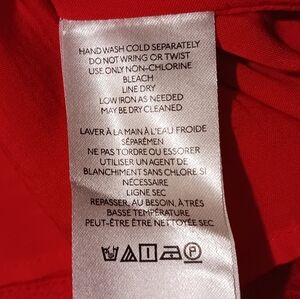 HAND WASH COLD SEPARATELY
DO NOT WRING OR TWIST
USE ONLY NON-CHLORINE
BLEACH
LINE DRY
LOW IRON AS NEEDED
MAY BE DRY CLEANED
LAVER À LA MAIN À L'EAU FROIDE
SÉPARÉMEN
NE PAS TORDRE OU ESSORER
UTILISER UN AGENT DE
BLANCHIMENT SANS CHLORE SI
NÉCESSAIRE
LIGNE SEC
REPASSER, AU BESOIN, À TRÈS
BASSE TEMPÉRATURE
PEUT-ÊTRE ÊTRE NETTOYÉE SEC
P